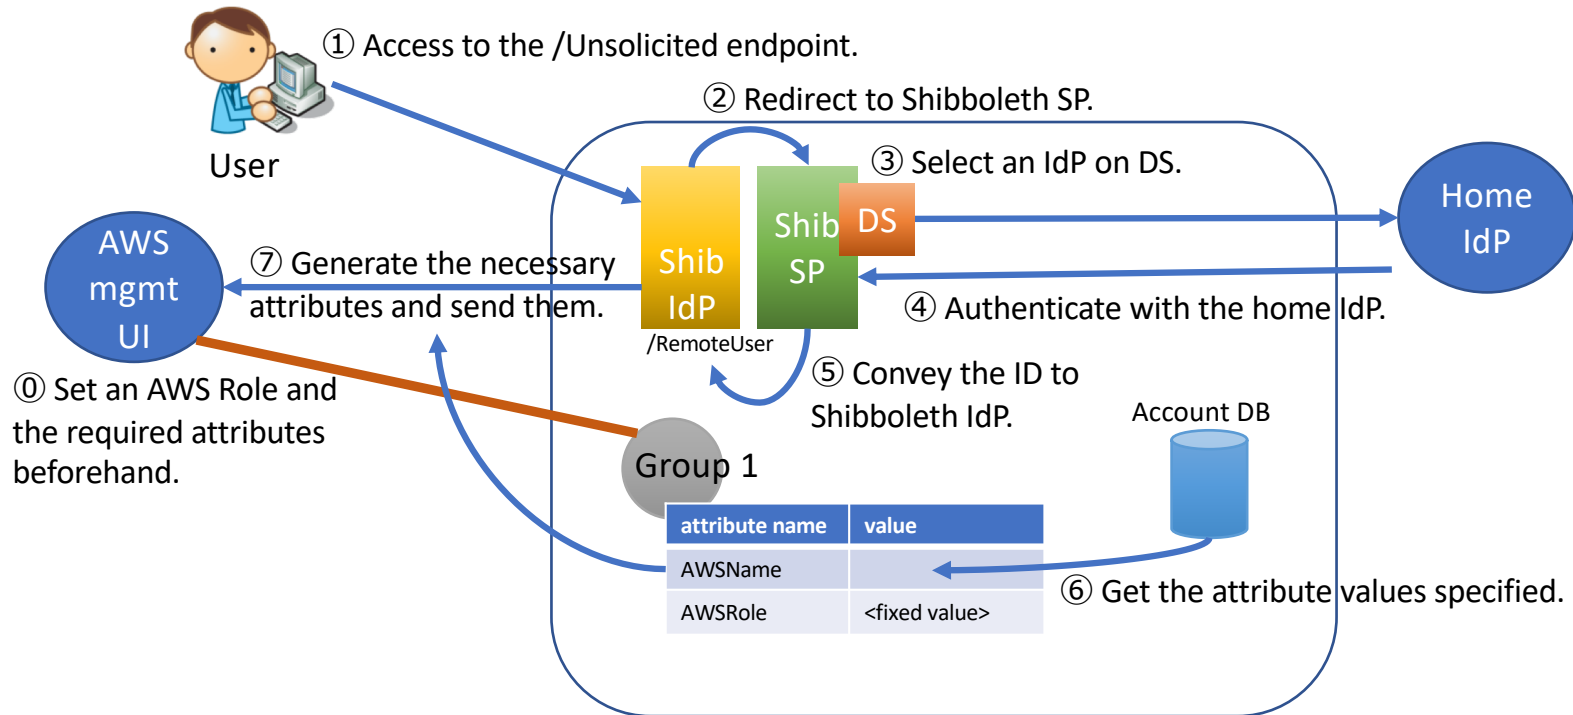 ① Access to the /Unsolicited endpoint.
② Redirect to Shibboleth SP.
User
③ Select an IdP on DS.
Shib
IdP
/RemoteUser
Shib
SP
DS
Home
IdP
④ Authenticate with the home IdP.
AWS
mgmt
UI
⑦ Generate the necessary
attributes and send them.
⓪ Set an AWS Role and
the required attributes
beforehand.
⑤ Convey the ID to
Shibboleth IdP.
Account DB
Group 1
attribute name value
AWSName
AWSRole <fixed value>
⑥ Get the attribute values specified.